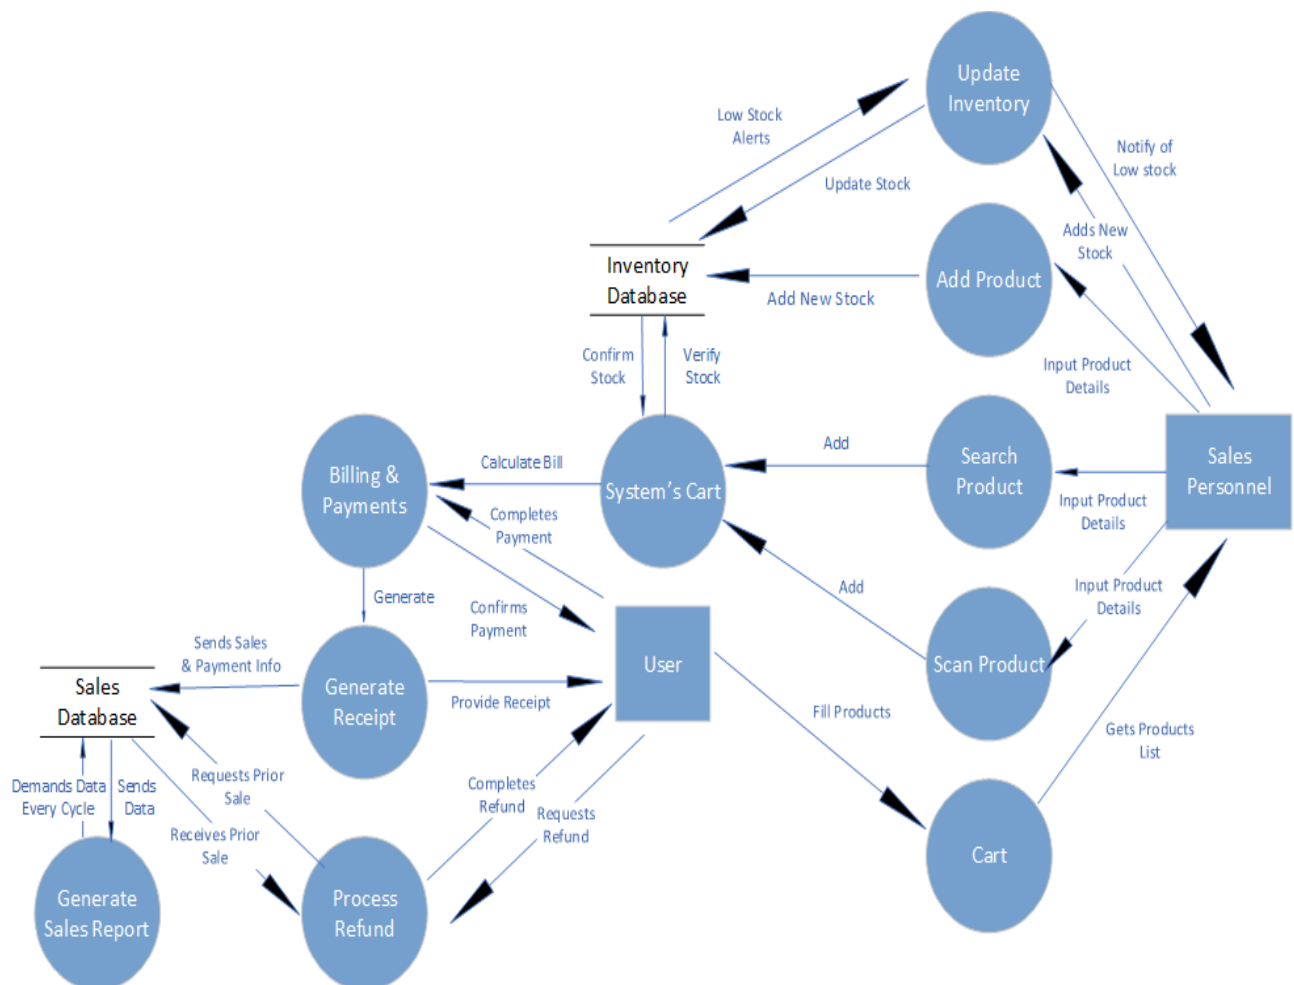 Update
Inventory
Low Stock
Alerts
Notify of
Low stock
Update Stock
Adds New
Stock
Inventory
Database
Add Product
Add New Stock
Confirm
Stock
Verify
Stock
Input Product
Details
Add
Search
Product
Sales
Personnel
Billing &
Payments
Calculate Bill
System's Cart
Input Product
Details
Completes
Payment
Input Product
Details
Add
Generate
Confirms
Payment
Sends Sales
& Payment Info
User
Scan Product
Sales
Database
Generate
Receipt
Provide Receipt
Fill Products
Gets Products
List
Demands Data
Every Cycle
Sends
Data
Requests Prior
Sale
Completes
Refund
Requests
Refund
Receives Prior
Sale
Cart
Generate
Sales Report
Process
Refund